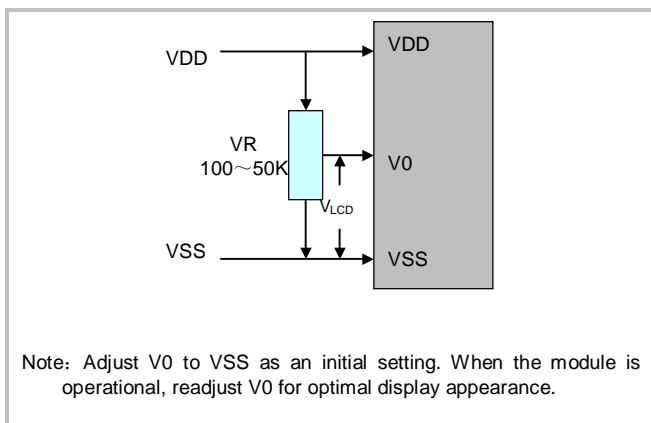 VDD
VDD
VR
100～50K
V0
VLCD
VSS
VSS
Note：Adjust V0 to VSS as an initial setting. When the module is
operational, readjust V0 for optimal display appearance.